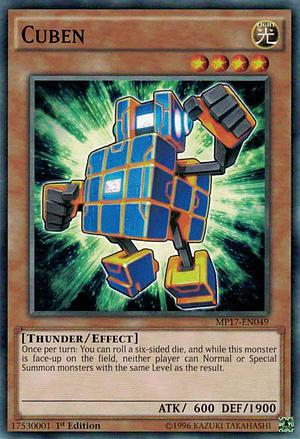 CUBEN
LIGHT
光
MP17-EN049
[THUNDER/EFFECT]
Once per turn: You can roll a six-sided die, and while this monster
is face-up on the field, neither player can Normal or Special
Summon monsters with the same Level as the result.
ATK/ 600 DEF/1900
17530001 1st Edition ©1996 KAZUKI TAKAHASHI